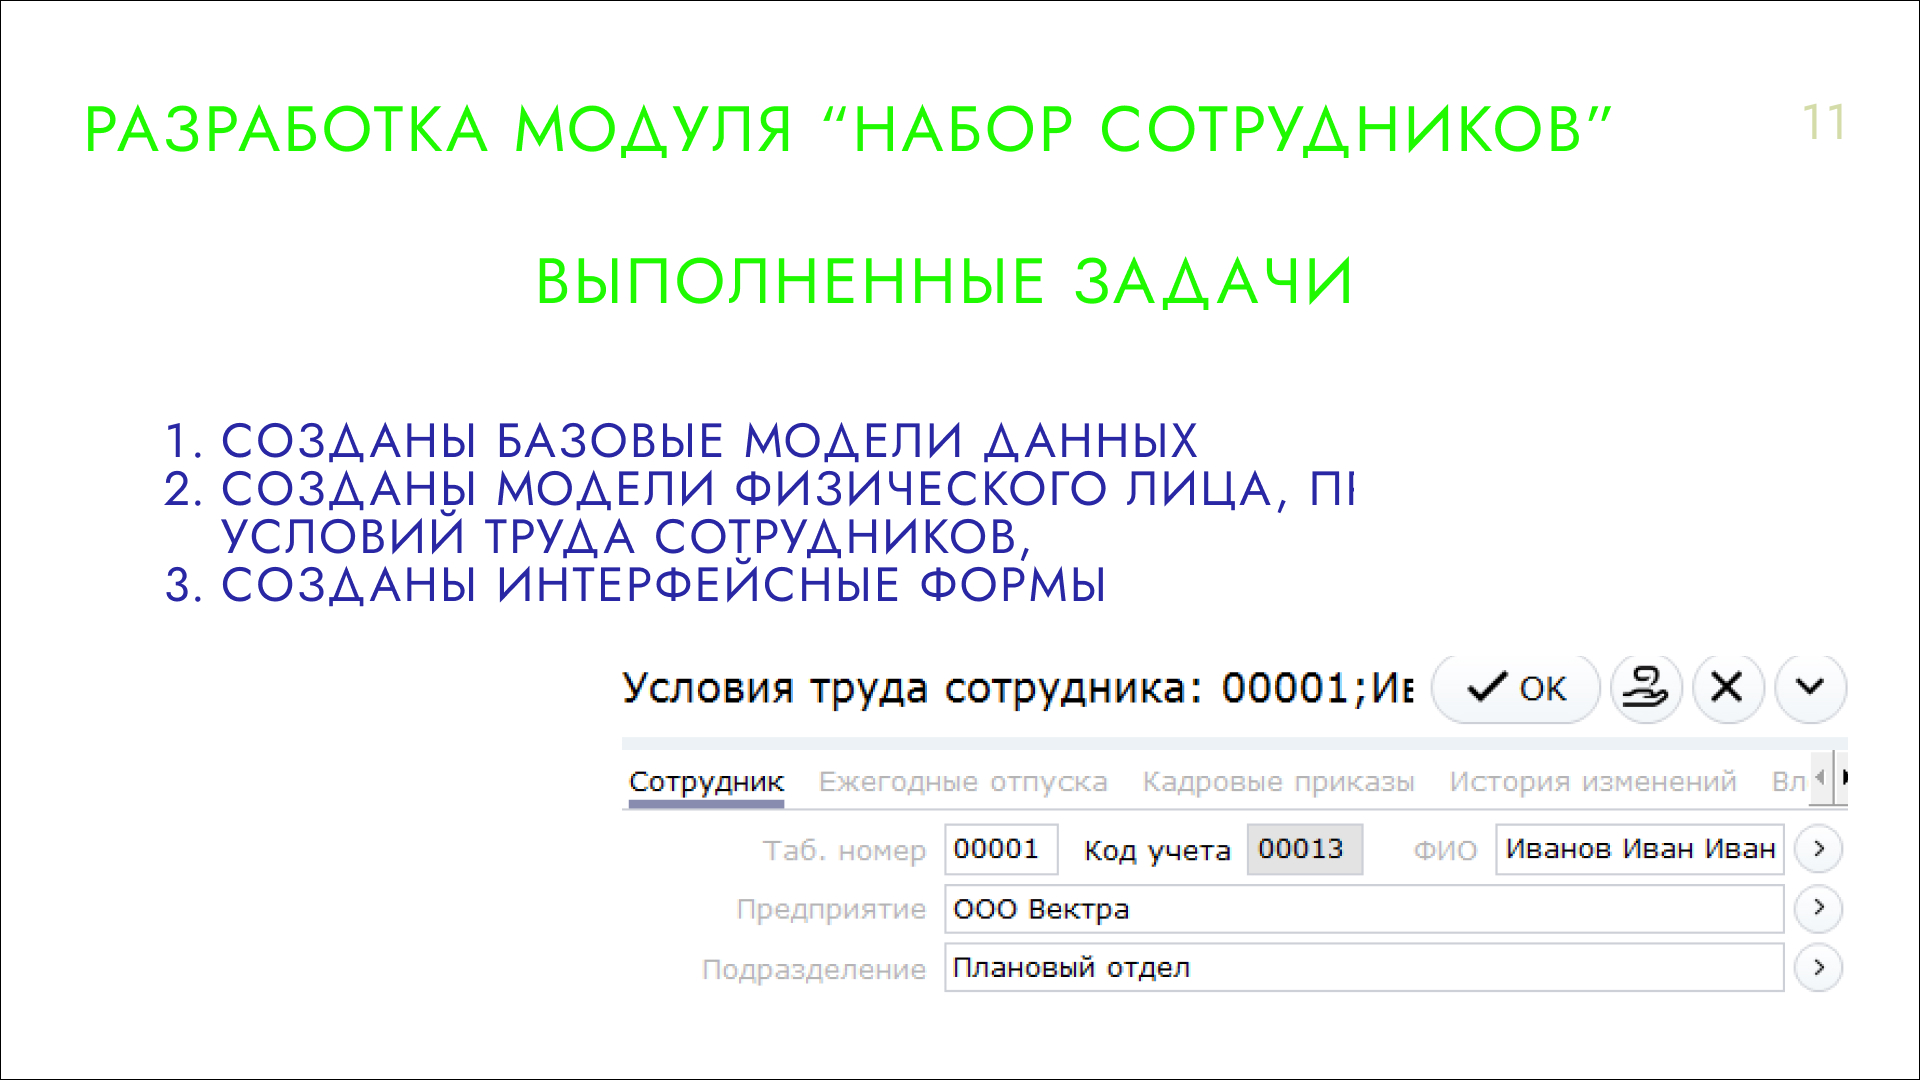 РАЗРАБОТКА МОДУЛЯ “НАБОР СОТРУДНИКОВ”
11
ВЫПОЛНЕННЫЕ ЗАДАЧИ
1. СОЗДАНЫ БАЗОВЫЕ МОДЕЛИ ДАННЫХ
2. СОЗДАНЫ МОДЕЛИ ФИЗИЧЕСКОГО ЛИЦА,
УСЛОВИЙ ТРУДА СОТРУДНИКОВ,
3. СОЗДАНЫ ИНТЕРФЕЙСНЫЕ ФОРМЫ
Условия труда сотрудника: 00001; OK
Сотрудник Ежегодные отпуска Кадровые приказы История изменений Вл
Таб. номер 00001 Код учета 00013 ФИО Иванов Иван Иван
Предприятие ООО Вектра
Подразделение Плановый отдел